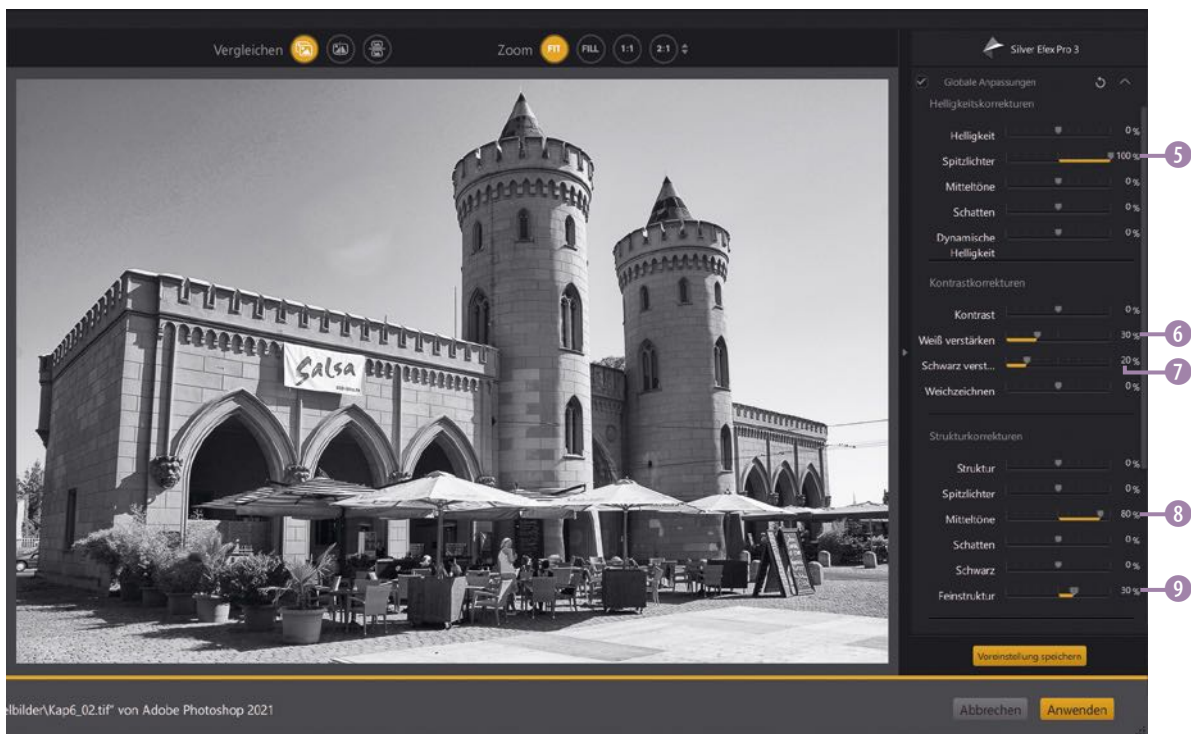 Vergleichen
Zoom FIT FILL 1:1 2:1
Silver Efex Pro 3
Globale Anpassungen
Helligkeitskorrekturen
Helligkeit 0 %
Spitzlichter 100 % 5
Mitteltöne 0 %
Schatten 0 %
Dynamische 0 %
Helligkeit
Kontrastkorrekturen
Kontrast 0 %
Weiß verstärken 30 % 6
Schwarz verst... 20 % 7
Weichzeichnen 0 %
Strukturkorrekturen
Struktur 0 %
Spitzlichter 0 %
Mitteltöne 80 % 8
Schatten 0 %
Schwarz 0 %
Feinstruktur 30 % 9
Voreinstellung speichern
Salsa
elbilder\Kap6_02.tif" von Adobe Photoshop 2021
Abbrechen Anwenden